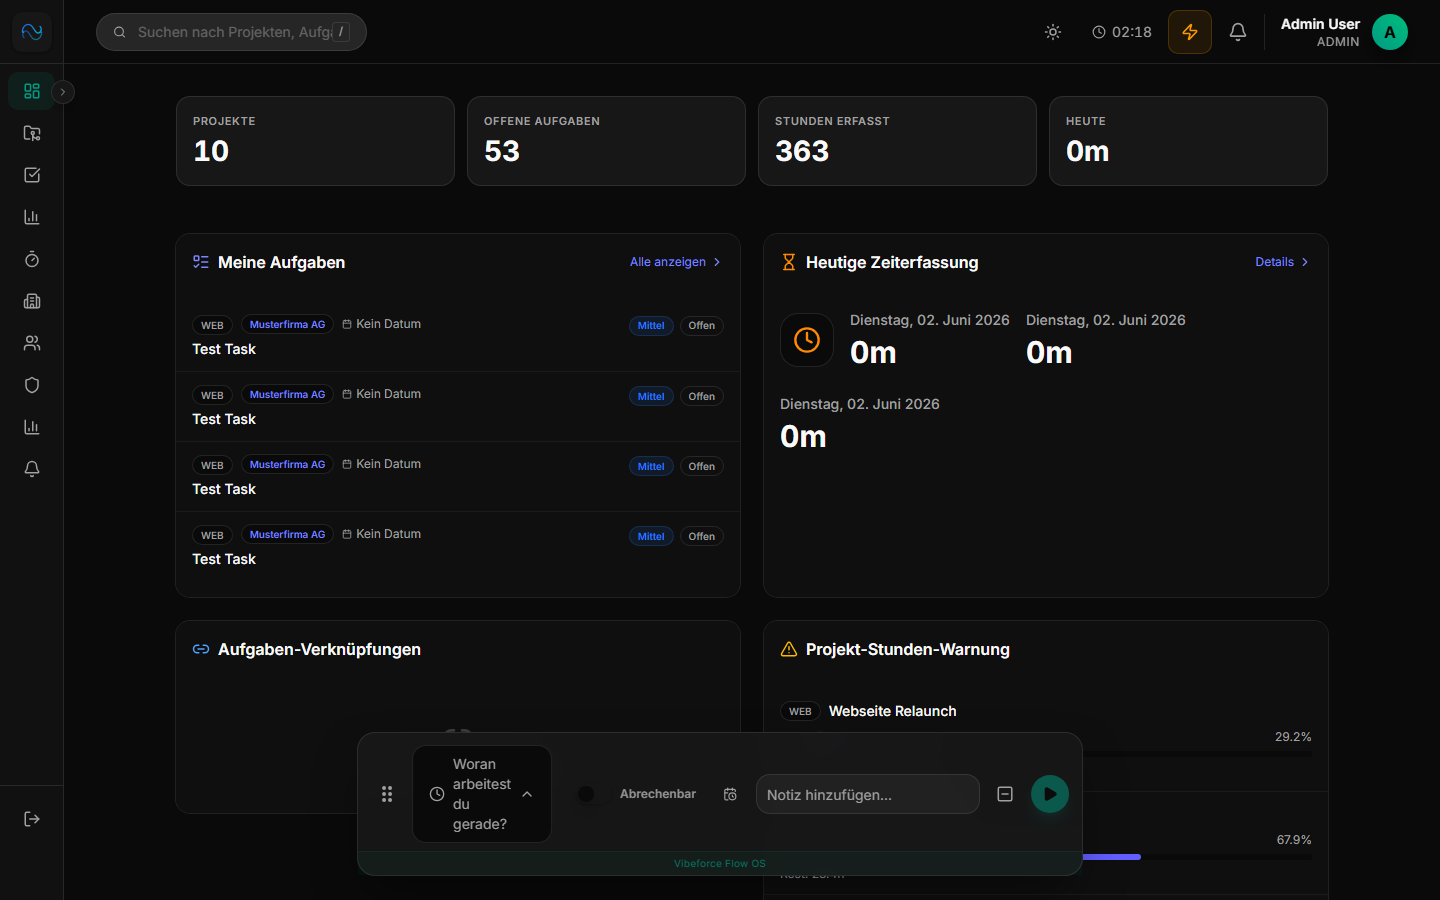 Suchen nach Projekten, Aufga
/
02:18
Admin User
ADMIN
A
PROJEKTE
10
OFFENE AUFGABEN
53
STUNDEN ERFASST
363
HEUTE
0m
Meine Aufgaben
Alle anzeigen
WEB Musterfirma AG Kein Datum Mittel Offen
Test Task
WEB Musterfirma AG Kein Datum Mittel Offen
Test Task
WEB Musterfirma AG Kein Datum Mittel Offen
Test Task
WEB Musterfirma AG Kein Datum Mittel Offen
Test Task
Heutige Zeiterfassung
Details
Dienstag, 02. Juni 2026
0m
Dienstag, 02. Juni 2026
0m
Dienstag, 02. Juni 2026
0m
Aufgaben-Verknüpfungen
Projekt-Stunden-Warnung
WEB Webseite Relaunch
29.2%
67.9%
Woran
arbeitest
du
gerade?
Abrechenbar
Notiz hinzufügen...
Vibeforce Flow OS